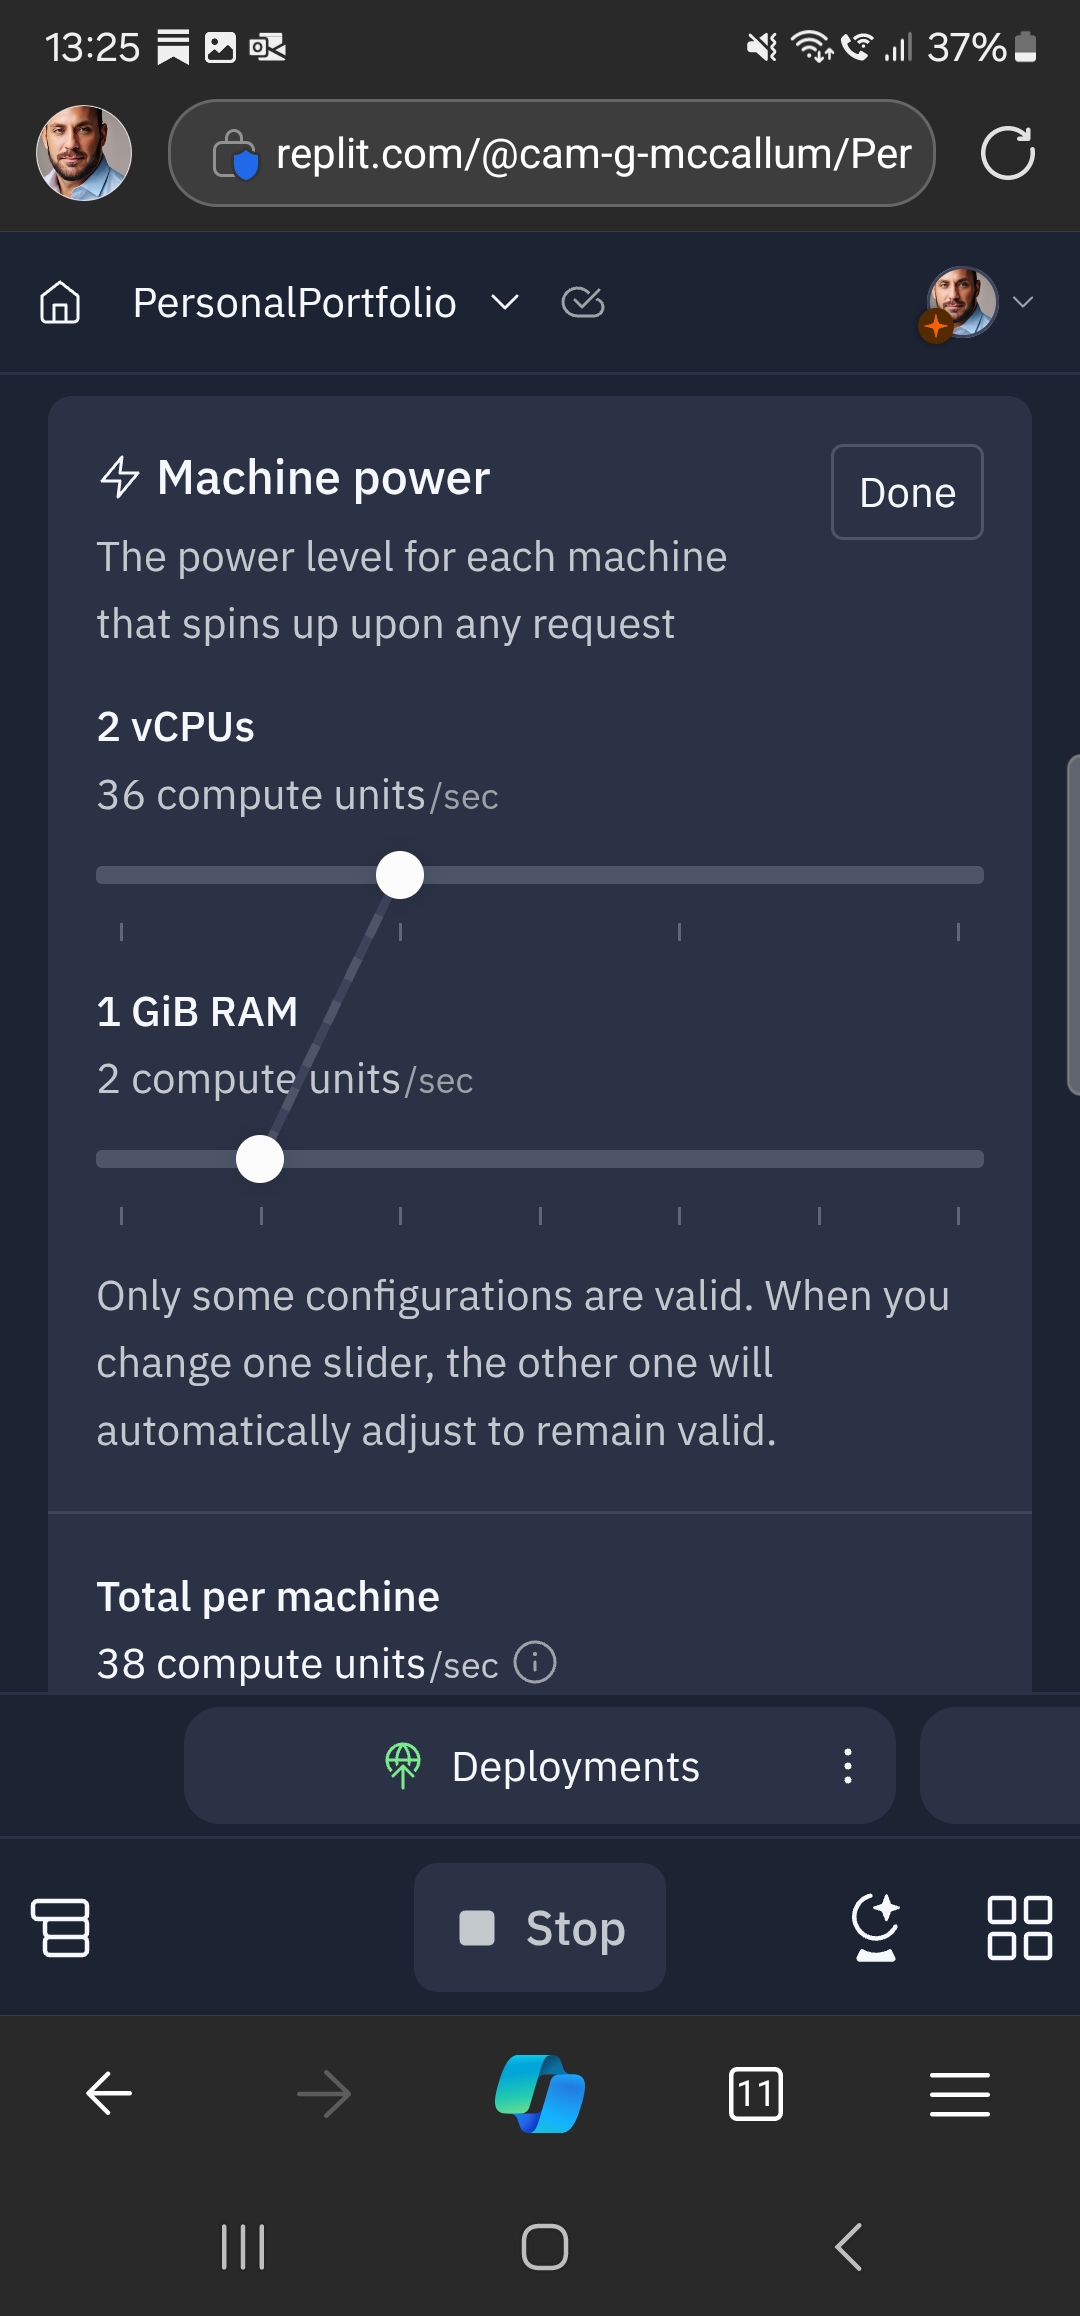 13:25
37%
replit.com/@cam-g-mccallum/Per
PersonalPortfolio
Machine power
Done
The power level for each machine
that spins up upon any request
2 vCPUs
36 compute units/sec
1 GiB RAM
2 compute units/sec
Only some configurations are valid. When you
change one slider, the other one will
automatically adjust to remain valid.
Total per machine
38 compute units/sec
Deployments
Stop
11